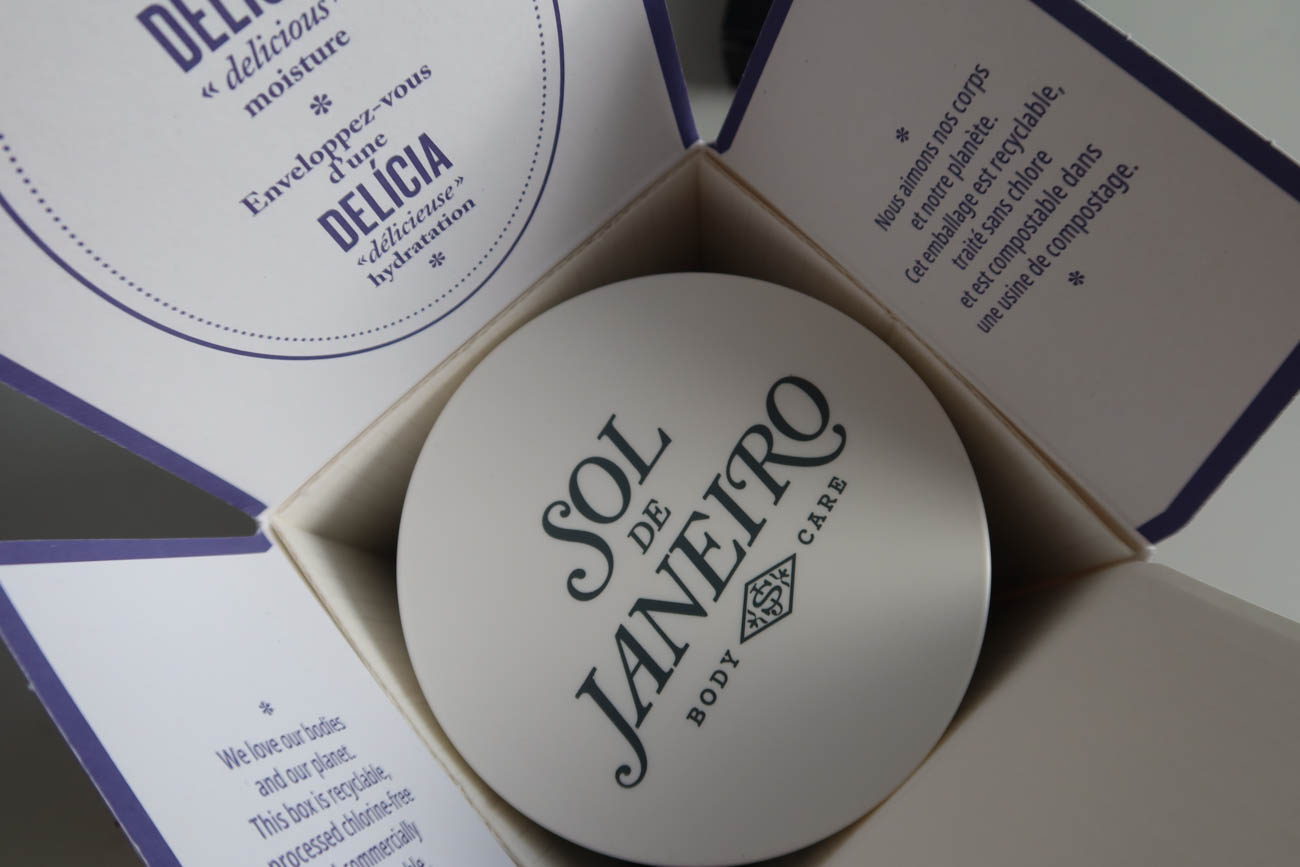 « delicious »
moisture
*
Enveloppez-vous
d'une
DELÍCIA
«délicieuse»
hydratation
*
*
Nous aimons nos corps
et notre planète.
Cet emballage est recyclable,
traité sans chlore
et est compostable dans
une usine de compostage.
*
SOL
DE
JANEIRO
BODY CARE
*
We love our bodies
and our planet.
This box is recyclable,
processed chlorine-free
commercially